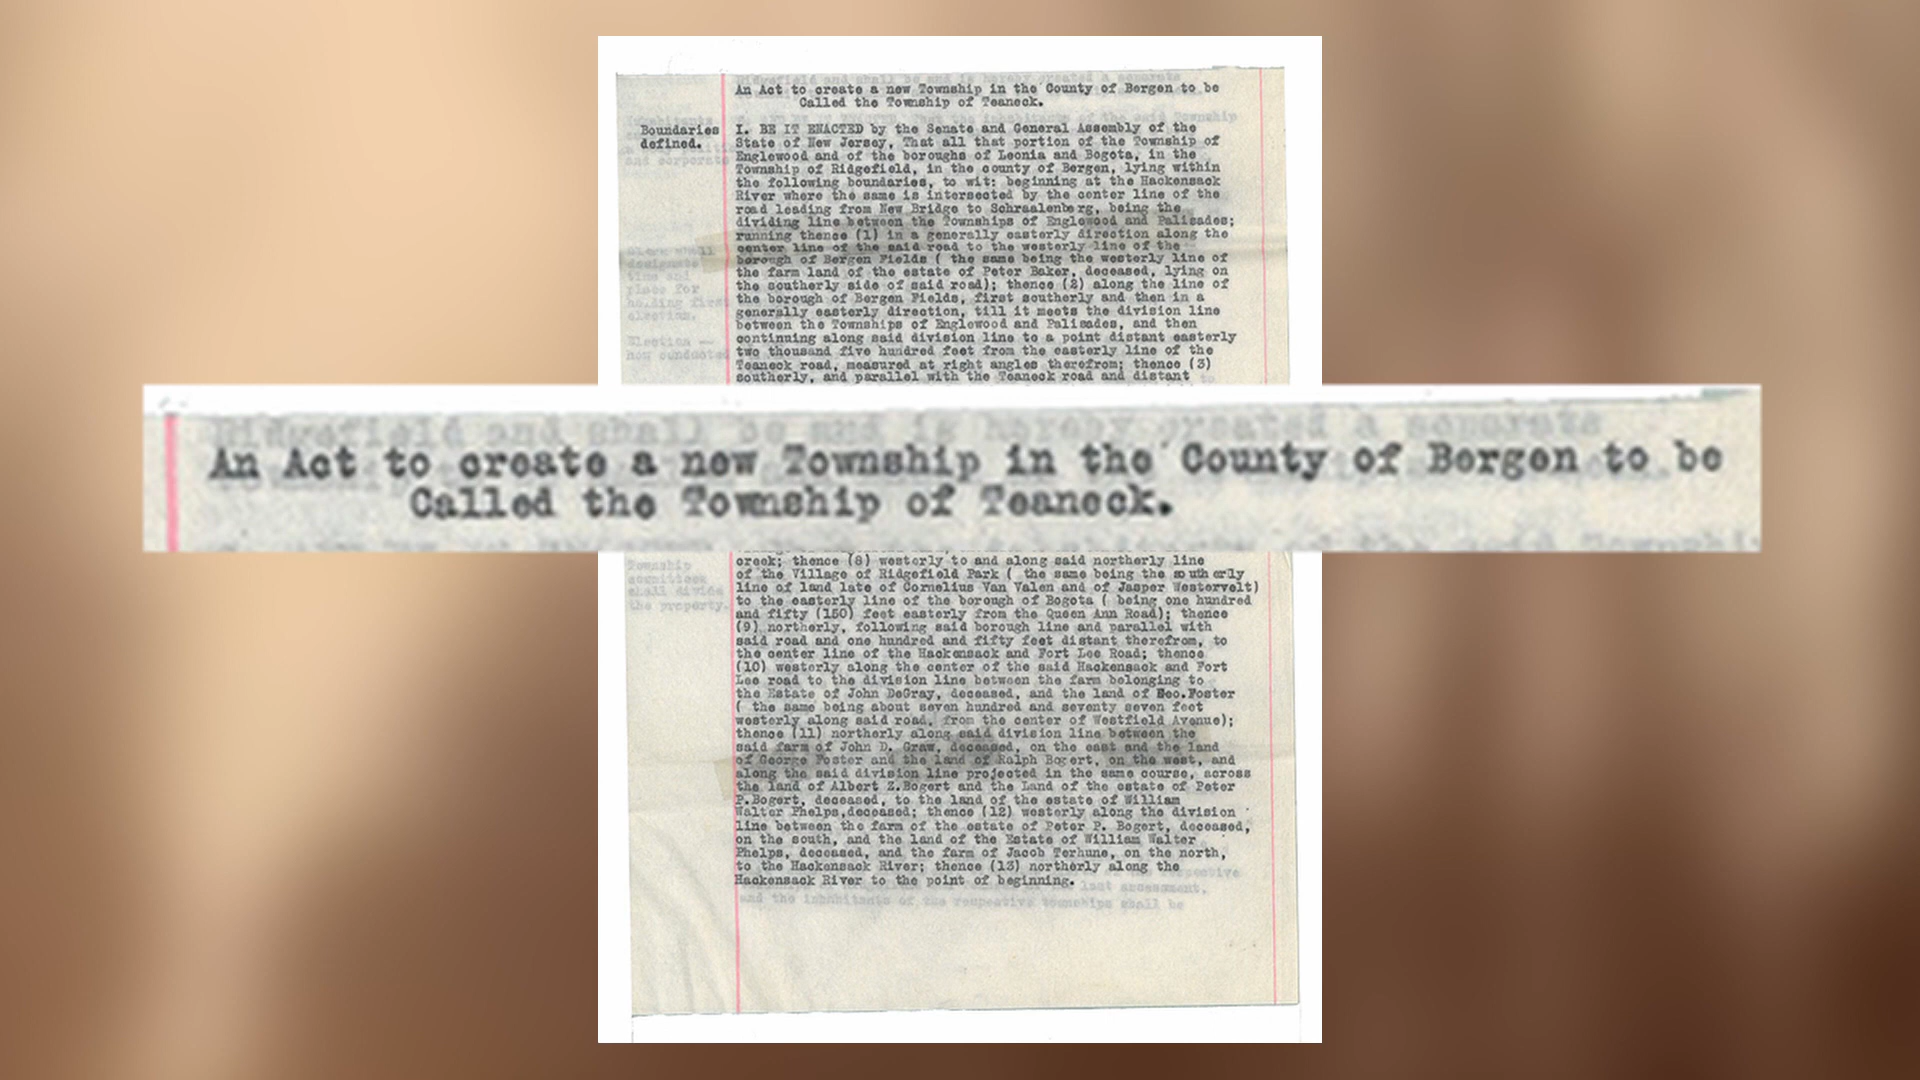 An Act to create a new Township in the County of Bergen to be
Called the Township of Teaneck.
Boundaries
defined.
I. BE IT ENACTED by the Senate and General Assembly of the
State of New Jersey, That all that portion of the Township of
Englewood and of the boroughs of Leonia and Bogota, in the
Township of Ridgefield, in the county of Bergen, lying within
the following boundaries, to wit: beginning at the Hackensack
River where the same is intersected by the center line of the
road leading from New Bridge to Schraalenberg, being the
dividing line between the Townships of Englewood and Palisades;
running thence (1) in a generally easterly direction along the
center line of the said road to the westerly line of the
borough of Bergen Fields ( the same being the westerly line of
the farm land of the estate of Peter Baker, deceased, lying on
the southerly side of said road); thence (2) along the line of
the borough of Bergen Fields, first southerly and then in a
generally easterly direction, till it meets the division line
between the Townships of Englewood and Palisades, and then
continuing along said division line to a point distant easterly
two thousand five hundred feet from the easterly line of the
Teaneck road, measured at right angles therefrom; thence (3)
southerly, and parallel with the Teaneck road and distant
An Act to create a new Township in the County of Bergen to be
Called the Township of Teaneck.
creek; thence (8) westerly to and along said northerly line
of the Village of Ridgefield Park ( the same being the southerly
line of land late of Cornelius Van Valen and of Jasper Westervelt)
to the easterly line of the borough of Bogota ( being one hundred
and fifty (150) feet easterly from the Queen Ann Road); thence
(9) northerly, following said borough line and parallel with
said road and one hundred and fifty feet distant therefrom, to
the center line of the Hackensack and Fort Lee Road; thence
(10) westerly along the center of the said Hackensack and Fort
Lee road to the division line between the farm belonging to
the Estate of John DeGray, deceased, and the land of Geo.Foster
( the same being about seven hundred and seventy seven feet
westerly along said road, from the center of Westfield Avenue);
thence (11) northerly along said division line between the
said farm of John D. Graw, deceased, on the east and the land
of George Foster and the land of Ralph Bogert, on the west, and
along the said division line projected in the same course, across
the land of Albert Z.Bogert and the Land of the estate of Peter
P.Bogert, deceased, to the land of the estate of William
Walter Phelps,deceased; thence (12) westerly along the division
line between the farm of the estate of Peter P. Bogert, deceased,
on the south, and the land of the Estate of William Walter
Phelps, deceased, and the farm of Jacob Terhune, on the north,
to the Hackensack River; thence (13) northerly along the
Hackensack River to the point of beginning.